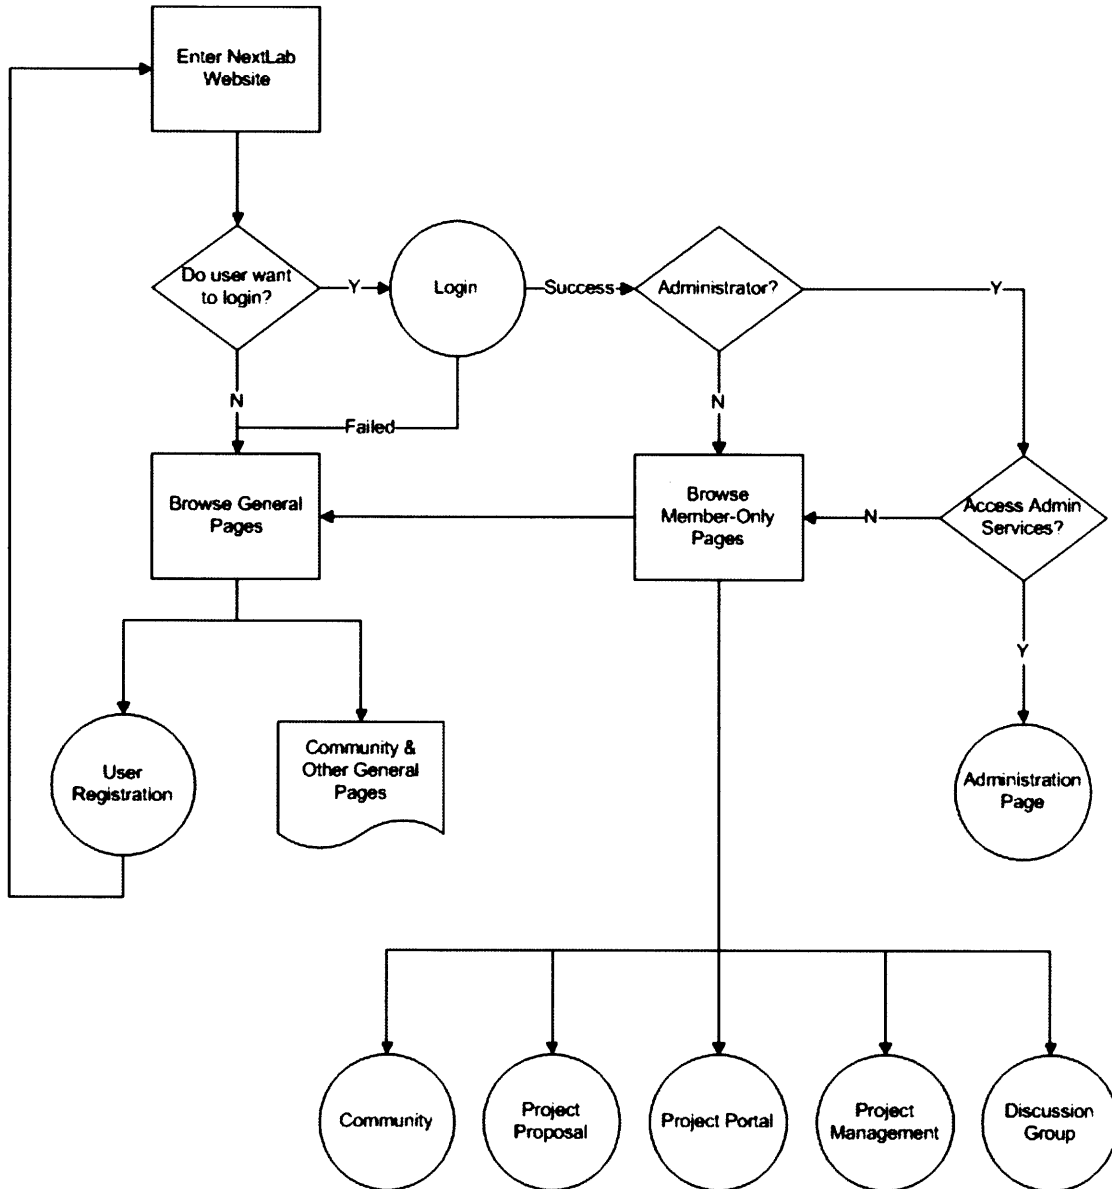 Enter NextLab
Website
Do user want
to login?
Y
Login
Success
Administrator?
Y
N
Failed
N
Browse General
Pages
Browse
Member-Only
Pages
N
Access Admin
Services?
Y
User
Registration
Community &
Other General
Pages
Administration
Page
Community
Project
Proposal
Project Portal
Project
Management
Discussion
Group